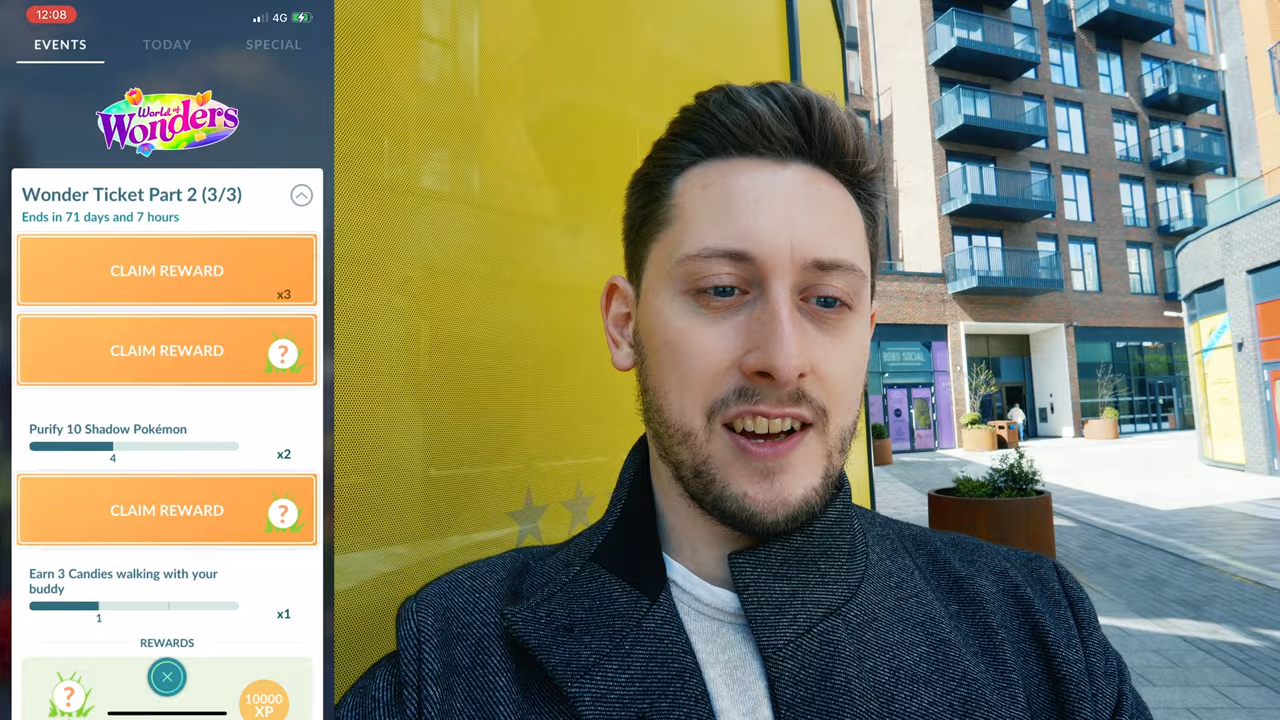 12:08
4G
EVENTS
TODAY
SPECIAL
World of
Wonders
Wonder Ticket Part 2 (3/3)
Ends in 71 days and 7 hours
CLAIM REWARD
x3
CLAIM REWARD
?
Purify 10 Shadow Pokémon
4
x2
CLAIM REWARD
?
Earn 3 Candies walking with your
buddy
1
x1
REWARDS
?
10000
XP
SOCIAL